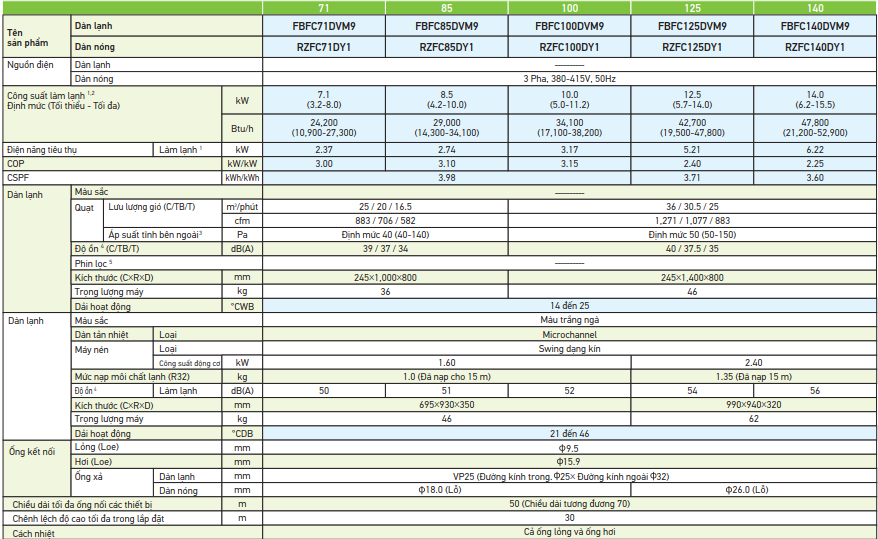 71 85 100 125 140
Tên sản phẩm Dàn lạnh FBFC71DVM9 FBFC85DVM9 FBFC100DVM9 FBFC125DVM9 FBFC140DVM9
Dàn nóng RZFC71DY1 RZFC85DY1 RZFC100DY1 RZFC125DY1 RZFC140DY1
Nguồn điện Dàn lạnh ---------
Dàn nóng 3 Pha, 380-415V, 50Hz
Công suất làm lạnh 1,2 kW 7.1 8.5 10.0 12.5 14.0
Định mức (Tối thiểu - Tối đa) (3.2-8.0) (4.2-10.0) (5.0-11.2) (5.7-14.0) (6.2-15.5)
Btu/h 24,200 29,000 34,100 42,700 47,800
(10,900-27,300) (14,300-34,100) (17,100-38,200) (19,500-47,800) (21,200-52,900)
Điện năng tiêu thụ Làm lạnh 1 kW 2.37 2.74 3.17 5.21 6.22
COP kW/kW 3.00 3.10 3.15 2.40 2.25
CSPF kWh/kWh 3.98 3.71 3.60
Dàn lạnh Màu sắc ---------
Quạt Lưu lượng gió (C/TB/T) m³/phút 25 / 20 / 16.5 36 / 30.5 / 25
cfm 883 / 706 / 582 1,271 / 1,077 / 883
Áp suất tĩnh bên ngoài³ Pa Định mức 40 (40-140) Định mức 50 (50-150)
Độ ồn ⁴ (C/TB/T) dB(A) 39 / 37 / 34 40 / 37.5 / 35
Phin lọc ⁵ ---------
Kích thước (C×R×D) mm 245×1,000×800 245×1,400×800
Trọng lượng máy kg 36 46
Dải hoạt động °CWB 14 đến 25
Dàn lạnh Màu sắc Màu trắng ngà
Dàn tản nhiệt Loại Microchannel
Máy nén Loại Swing dạng kín
Công suất động cơ kW 1.60 2.40
Mức nạp môi chất lạnh (R32) kg 1.0 (Đã nạp cho 15 m) 1.35 (Đã nạp 15 m)
Độ ồn ⁶ Làm lạnh dB(A) 50 51 52 54 56
Kích thước (C×R×D) mm 695×930×350 990×940×320
Trọng lượng máy kg 46 62
Dải hoạt động °CDB 21 đến 46
Ống kết nối Lỏng (Loe) mm Φ9.5
Hơi (Loe) mm Φ15.9
Ống xả Dàn lạnh mm VP25 (Đường kính trong, Φ25× Đường kính ngoài Φ32)
Dàn nóng mm Φ18.0 (Lỗ) Φ26.0 (Lỗ)
Chiều dài tối đa ống nối các thiết bị m 50 (Chiều dài tương đương 70)
Chênh lệch độ cao tối đa trong lắp đặt m 30
Cách nhiệt Cả ống lỏng và ống hơi